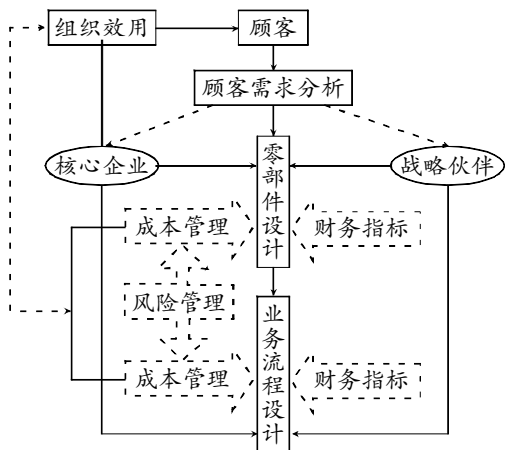 组织效用
顾客
顾客需求分析
核心企业
零部件设计
战略伙伴
成本管理
财务指标
风险管理
业务流程设计
成本管理
财务指标